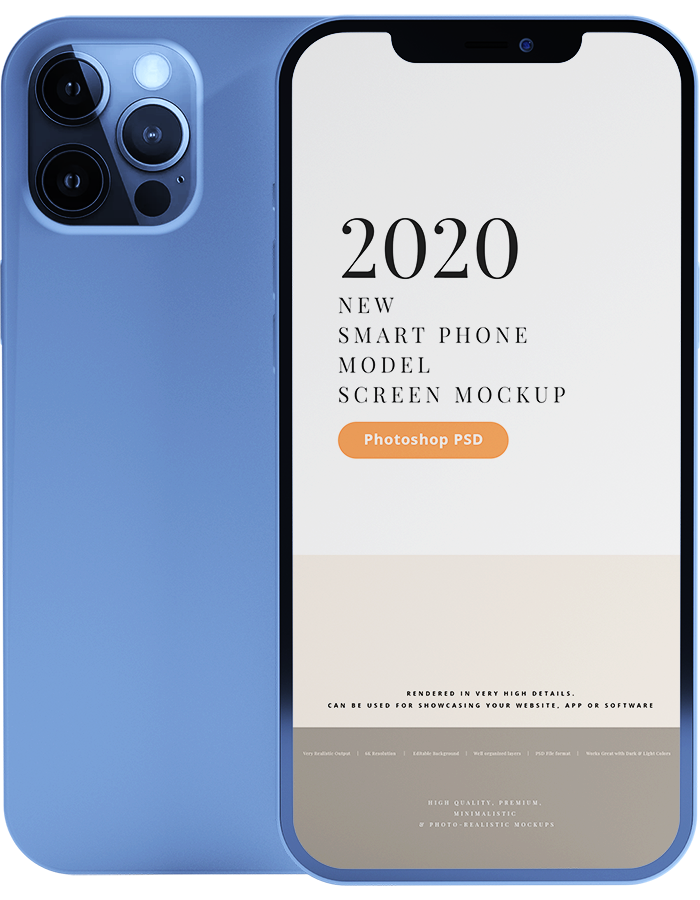 2020
NEW
SMART PHONE
MODEL
SCREEN MOCKUP
Photoshop PSD
RENDERED IN VERY HIGH DETAILS.
CAN BE USED FOR SHOWCASING YOUR WEBSITE, APP OR SOFTWARE
Very Realistic Output | 6K Resolution | Editable Background | Well organized layers | PSD File format | Works Great with Dark & Light Colors
HIGH QUALITY, PREMIUM,
MINIMALISTIC
& PHOTO-REALISTIC MOCKUPS